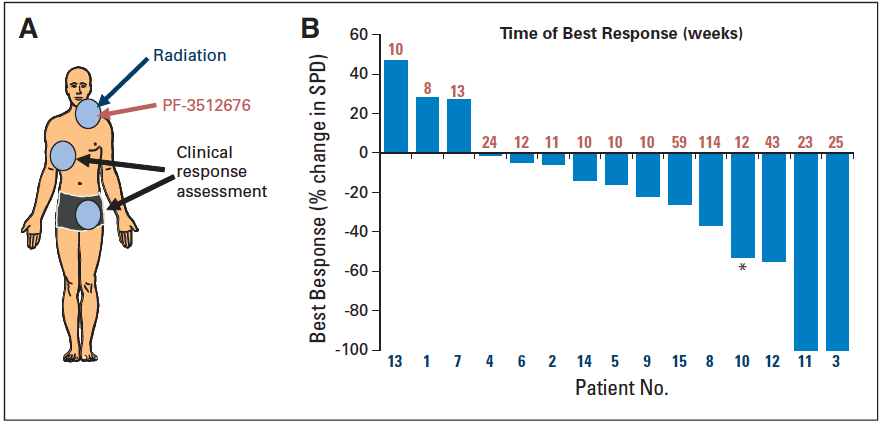 A
Radiation
PF-3512676
Clinical
response
assessment
B
Time of Best Response (weeks)
Best Besponse (% change in SPD)
60
40
20
0
-20
-40
-60
-80
-100
10 8 13 24 12 11 10 10 10 59 114 12 43 23 25
*
13 1 7 4 6 2 14 5 9 15 8 10 12 11 3
Patient No.